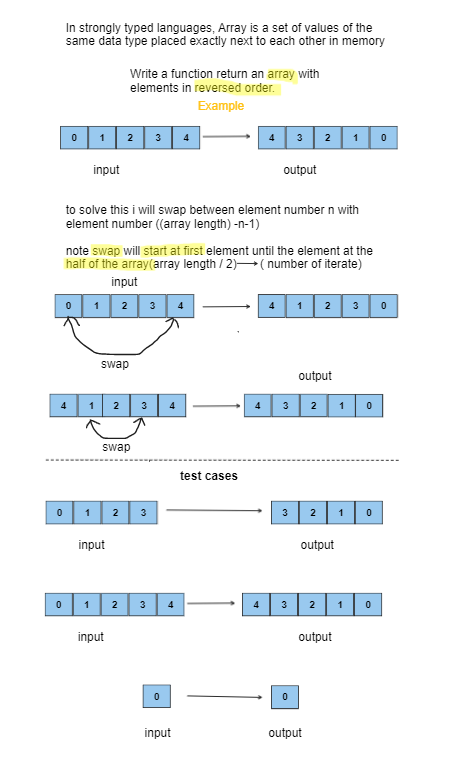 In strongly typed languages, Array is a set of values of the
same data type placed exactly next to each other in memory
Write a function return an array with
elements in reversed order.
Example
0 1 2 3 4 4 3 2 1 0
input output
to solve this i will swap between element number n with
element number ((array length) -n-1)
note swap will start at first element until the element at the
half of the array(array length / 2) ( number of iterate)
input
0 1 2 3 4 4 1 2 3 0
swap
output
4 1 2 3 4 4 3 2 1 0
swap
test cases
0 1 2 3 3 2 1 0
input output
0 1 2 3 4 4 3 2 1 0
input output
0 0
input output